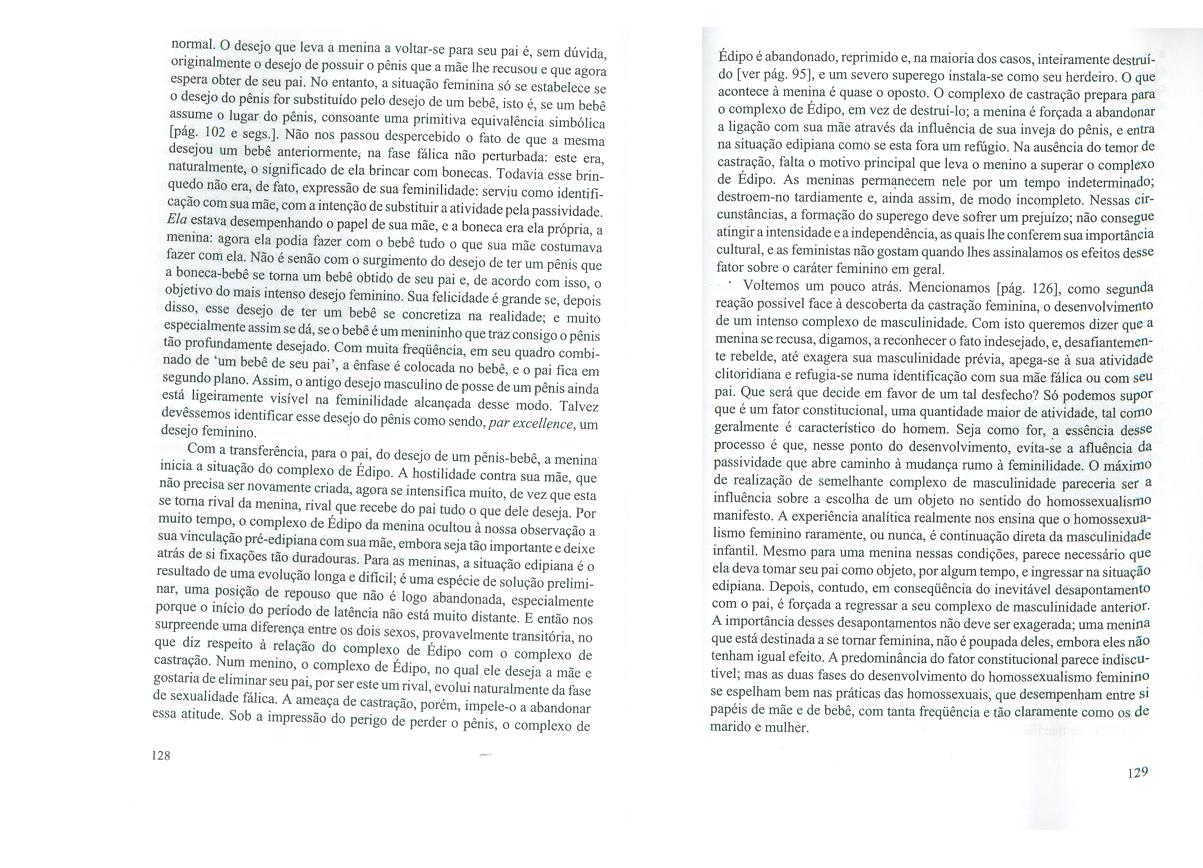 normal. O desejo que leva a menina a voltar-se para seu pai é, sem dúvida,
originalmente o desejo de possuir o pênis que a mãe lhe recusou e que agora
espera obter de seu pai. No entanto, a situação feminina só se estabelece se
o desejo do pênis for substituído pelo desejo de um bebê, isto é, se um bebê
assume o lugar do pênis, consoante uma primitiva equivalência simbólica
[pág. 102 e segs.]. Não nos passou despercebido o fato de que a mesma
desejou um bebê anteriormente, na fase fálica não perturbada: este era,
naturalmente, o significado de ela brincar com bonecas. Todavia esse brin-
quedo não era, de fato, expressão de sua feminilidade: serviu como identifi-
cação com sua mãe, com a intenção de substituir a atividade pela passividade.
Ela estava desempenhando o papel de sua mãe, e a boneca era ela própria, a
menina: agora ela podia fazer com o bebê tudo o que sua mãe costumava
fazer com ela. Não é senão com o surgimento do desejo de ter um pênis que
a boneca-bebê se torna um bebê obtido de seu pai e, de acordo com isso, o
objetivo do mais intenso desejo feminino. Sua felicidade é grande se, depois
disso, esse desejo de ter um bebê se concretiza na realidade; e muito
especialmente assim se dá, se o bebê é um menininho que traz consigo o pênis
tão profundamente desejado. Com muita freqüência, em seu quadro combi-
nado de ‘um bebê de seu pai’, a ênfase é colocada no bebê, e o pai fica em
segundo plano. Assim, o antigo desejo masculino de posse de um pênis ainda
está ligeiramente visível na feminilidade alcançada desse modo. Talvez
devêssemos identificar esse desejo do pênis como sendo, par excellence, um
desejo feminino.
Com a transferência, para o pai, do desejo de um pênis-bebê, a menina
inicia a situação do complexo de Édipo. A hostilidade contra sua mãe, que
não precisa ser novamente criada, agora se intensifica muito, de vez que esta
se torna rival da menina, rival que recebe do pai tudo o que dele deseja. Por
muito tempo, o complexo de Édipo da menina ocultou à nossa observação a
sua vinculação pré-edipiana com sua mãe, embora seja tão importante e deixe
atrás de si fixações tão duradouras. Para as meninas, a situação edipiana é o
resultado de uma evolução longa e difícil; é uma espécie de solução prelimi-
nar, uma posição de repouso que não é logo abandonada, especialmente
porque o início do período de latência não está muito distante. E então nos
surpreende uma diferença entre os dois sexos, provavelmente transitória, no
que diz respeito à relação do complexo de Édipo com o complexo de
castração. Num menino, o complexo de Édipo, no qual ele deseja a mãe e
gostaria de eliminar seu pai, por ser este um rival, evolui naturalmente da fase
de sexualidade fálica. A ameaça de castração, porém, impele-o a abandonar
essa atitude. Sob a impressão do perigo de perder o pênis, o complexo de
128
Édipo é abandonado, reprimido e, na maioria dos casos, inteiramente destruí-
do [ver pág. 95], e um severo superego instala-se como seu herdeiro. O que
acontece à menina é quase o oposto. O complexo de castração prepara para
o complexo de Édipo, em vez de destruí-lo; a menina é forçada a abandonar
a ligação com sua mãe através da influência de sua inveja do pênis, e entra
na situação edipiana como se esta fora um refúgio. Na ausência do temor de
castração, falta o motivo principal que leva o menino a superar o complexo
de Édipo. As meninas permanecem nele por um tempo indeterminado;
destroem-no tardiamente e, ainda assim, de modo incompleto. Nessas cir-
cunstâncias, a formação do superego deve sofrer um prejuízo; não consegue
atingir a intensidade e a independência, as quais lhe conferem sua importância
cultural, e as feministas não gostam quando lhes assinalamos os efeitos desse
fator sobre o caráter feminino em geral.
Voltemos um pouco atrás. Mencionamos [pág. 126], como segunda
reação possível face à descoberta da castração feminina, o desenvolvimento
de um intenso complexo de masculinidade. Com isto queremos dizer que a
menina se recusa, digamos, a reconhecer o fato indesejado, e, desafiantemen-
te rebelde, até exagera sua masculinidade prévia, apega-se à sua atividade
clitoridiana e refugia-se numa identificação com sua mãe fálica ou com seu
pai. Que será que decide em favor de um tal desfecho? Só podemos supor
que é um fator constitucional, uma quantidade maior de atividade, tal como
geralmente é característico do homem. Seja como for, a essência desse
processo é que, nesse ponto do desenvolvimento, evita-se a afluência da
passividade que abre caminho à mudança rumo à feminilidade. O máximo
de realização de semelhante complexo de masculinidade pareceria ser a
influência sobre a escolha de um objeto no sentido do homossexualismo
manifesto. A experiência analítica realmente nos ensina que o homossexua-
lismo feminino raramente, ou nunca, é continuação direta da masculinidade
infantil. Mesmo para uma menina nessas condições, parece necessário que
ela deva tomar seu pai como objeto, por algum tempo, e ingressar na situação
edipiana. Depois, contudo, em conseqüência do inevitável desapontamento
com o pai, é forçada a regressar a seu complexo de masculinidade anterior.
A importância desses desapontamentos não deve ser exagerada; uma menina
que está destinada a se tornar feminina, não é poupada deles, embora eles não
tenham igual efeito. A predominância do fator constitucional parece indiscu-
tível; mas as duas fases do desenvolvimento do homossexualismo feminino
se espelham bem nas práticas das homossexuais, que desempenham entre si
papéis de mãe e de bebê, com tanta freqüência e tão claramente como os de
marido e mulher.
129